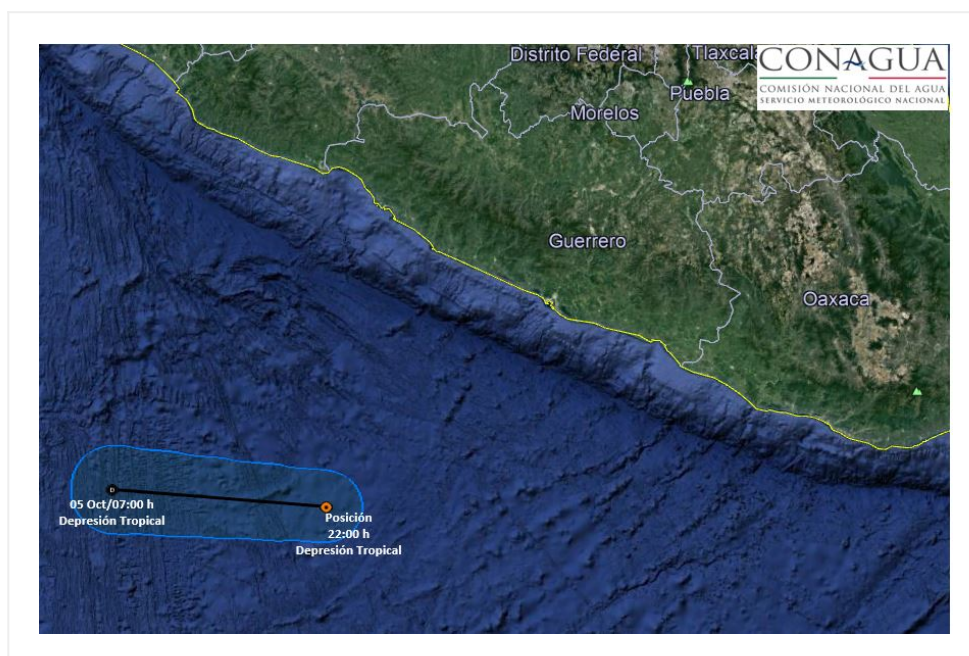 Distrito Federal
Tlaxcala
CONAGUA
COMISIÓN NACIONAL DEL AGUA
SERVICIO METEOROLÓGICO NACIONAL
Puebla
Morelos
Guerrero
Oaxaca
05 Oct/07:00 h
Depresión Tropical
Posición
22:00 h
Depresión Tropical